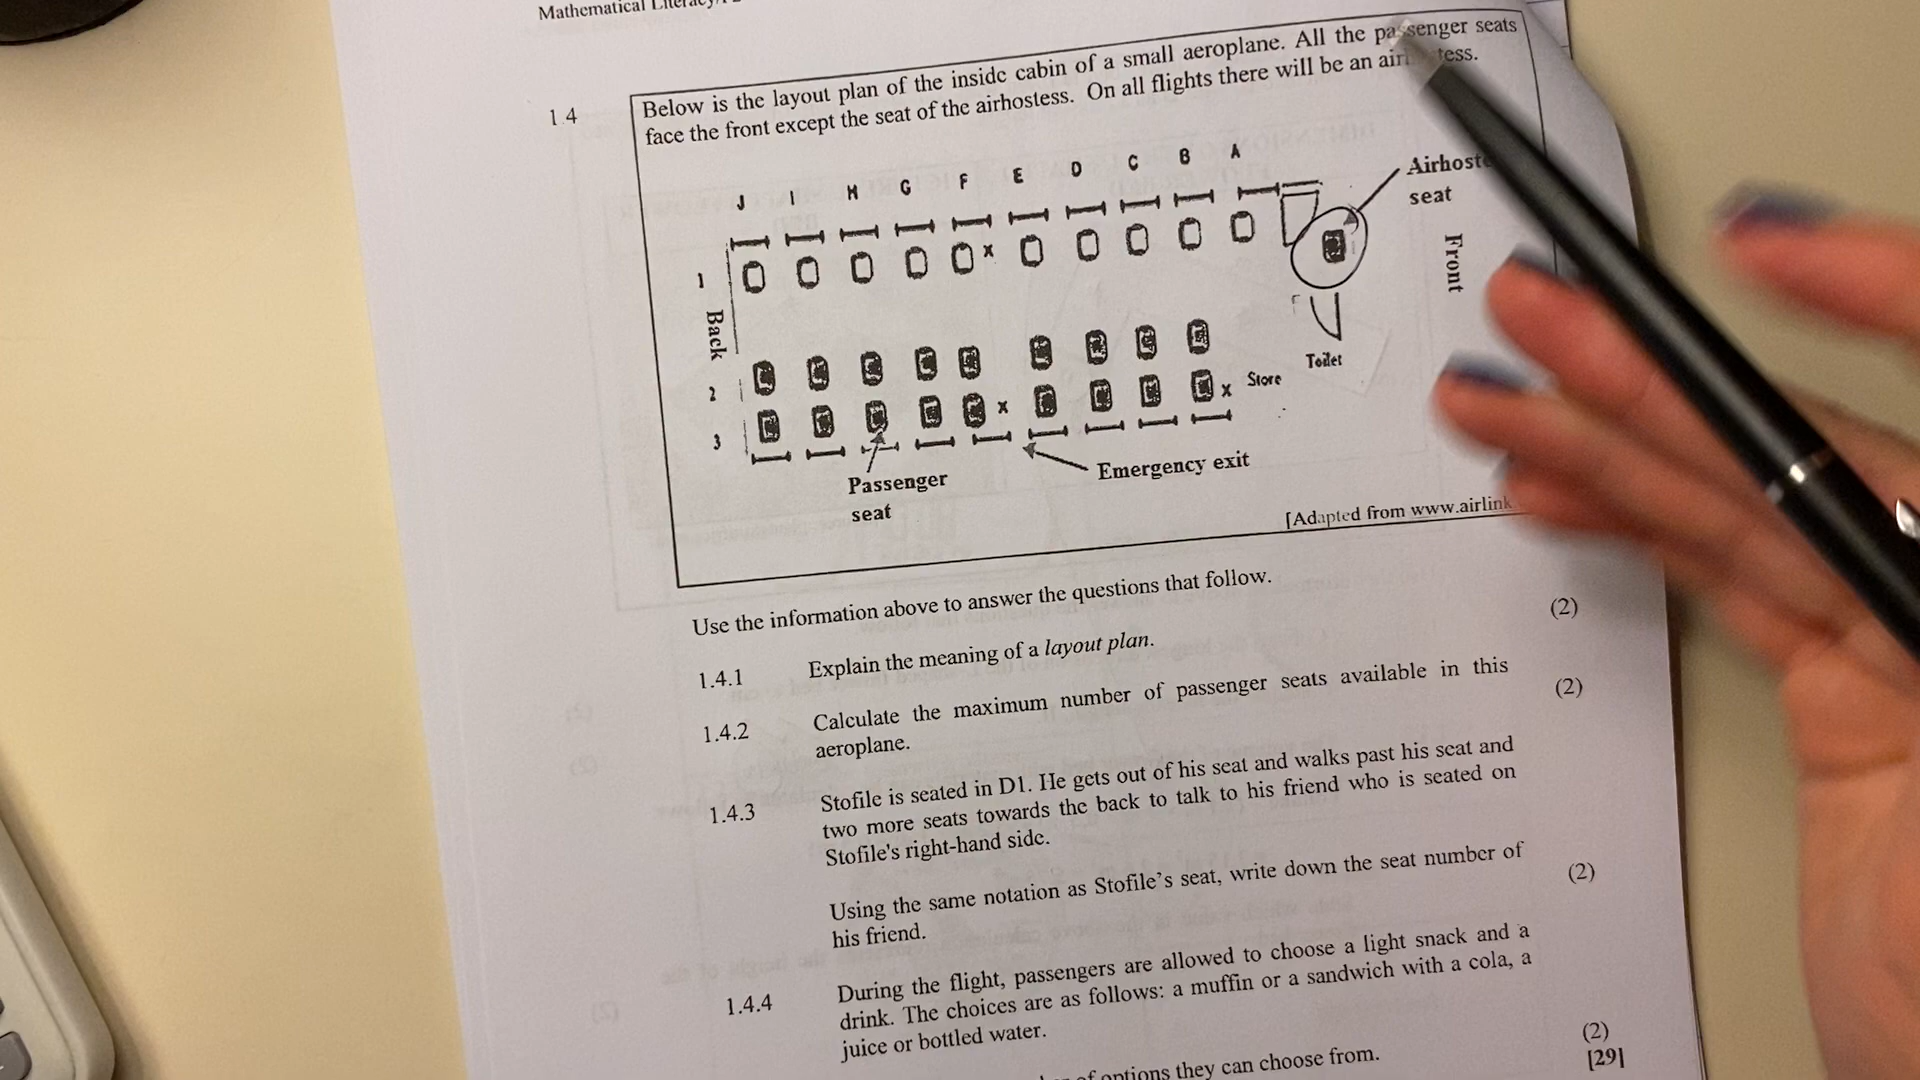 Mathematical
1.4
Below is the layout plan of the inside cabin of a small aeroplane. All the passenger seats
face the front except the seat of the airhostess. On all flights there will be an
J I H G F E D C B A
Airhost
seat
1
x
Front
Back
Toilet
2
Store
x
x
3
Passenger
seat
Emergency exit
[Adapted from www.airlink
Use the information above to answer the questions that follow.
1.4.1 Explain the meaning of a layout plan. (2)
1.4.2 Calculate the maximum number of passenger seats available in this
aeroplane. (2)
1.4.3 Stofile is seated in D1. He gets out of his seat and walks past his seat and
two more seats towards the back to talk to his friend who is seated on
Stofile's right-hand side.
Using the same notation as Stofile's seat, write down the seat number of
his friend. (2)
1.4.4 During the flight, passengers are allowed to choose a light snack and a
drink. The choices are as follows: a muffin or a sandwich with a cola, a
juice or bottled water.
of options they can choose from. (2)
[29]